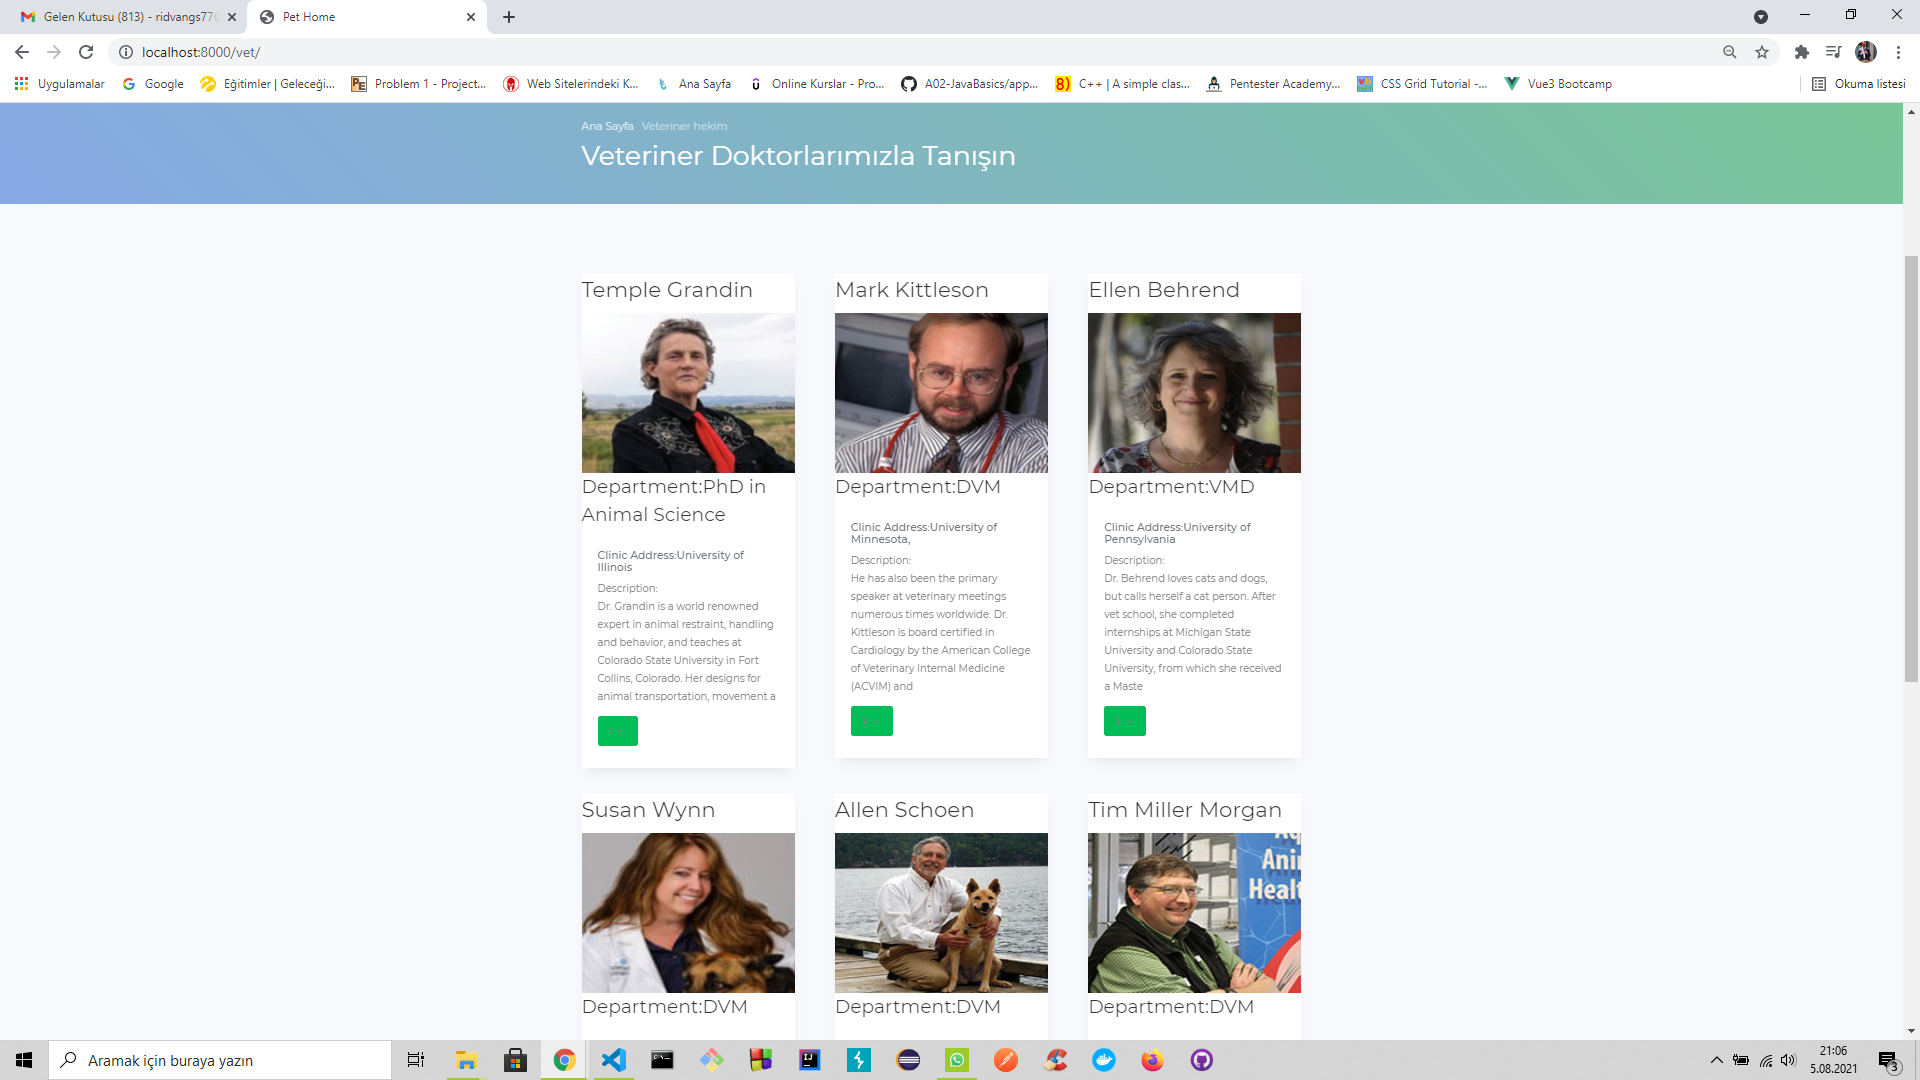 Gelen Kutusu (813) - ridvangs77
Pet Home
localhost:8000/vet/
Uygulamalar
Google
Eğitimler | Geleceği...
Problem 1 - Project...
Web Sitelerindeki K...
Ana Sayfa
Online Kurslar - Pro...
A02-JavaBasics/app...
C++ | A simple clas...
Pentester Academy...
CSS Grid Tutorial -...
Vue3 Bootcamp
Okuma listesi
Ana Sayfa Veteriner hekim
Veteriner Doktorlarımızla Tanışın
Temple Grandin
Department:PhD in
Animal Science
Clinic Address:University of
Illinois
Description:
Dr. Grandin is a world renowned
expert in animal restraint, handling
and behavior, and teaches at
Colorado State University in Fort
Collins, Colorado. Her designs for
animal transportation, movement a
Mark Kittleson
Department:DVM
Clinic Address:University of
Minnesota,
Description:
He has also been the primary
speaker at veterinary meetings
numerous times worldwide. Dr.
Kittleson is board certified in
Cardiology by the American College
of Veterinary Internal Medicine
(ACVIM) and
Ellen Behrend
Department:VMD
Clinic Address:University of
Pennsylvania
Description:
Dr. Behrend loves cats and dogs,
but calls herself a cat person. After
vet school, she completed
internships at Michigan State
University and Colorado State
University, from which she received
a Maste
Susan Wynn
Department:DVM
Allen Schoen
Department:DVM
Tim Miller Morgan
Ani
Healt
Department:DVM
Aramak için buraya yazın
21:06
5.08.2021
3